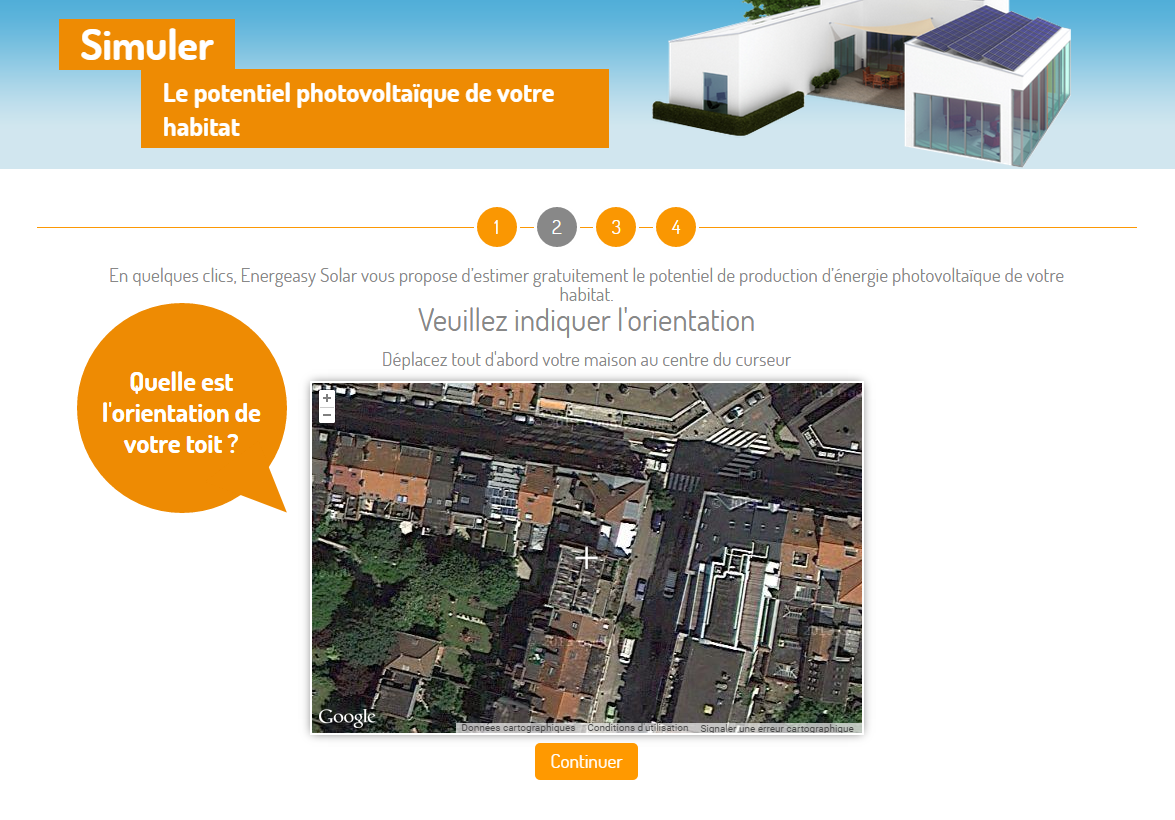 Simuler
Le potentiel photovoltaïque de votre
habitat
1 2 3 4
En quelques clics, Energeasy Solar vous propose d'estimer gratuitement le potentiel de production d'énergie photovoltaïque de votre
habitat.
Veuillez indiquer l'orientation
Déplacez tout d'abord votre maison au centre du curseur
Quelle est
l'orientation de
votre toit ?
+
−
Google
Données cartographiques Conditions d'utilisation Signaler une erreur cartographique
Continuer